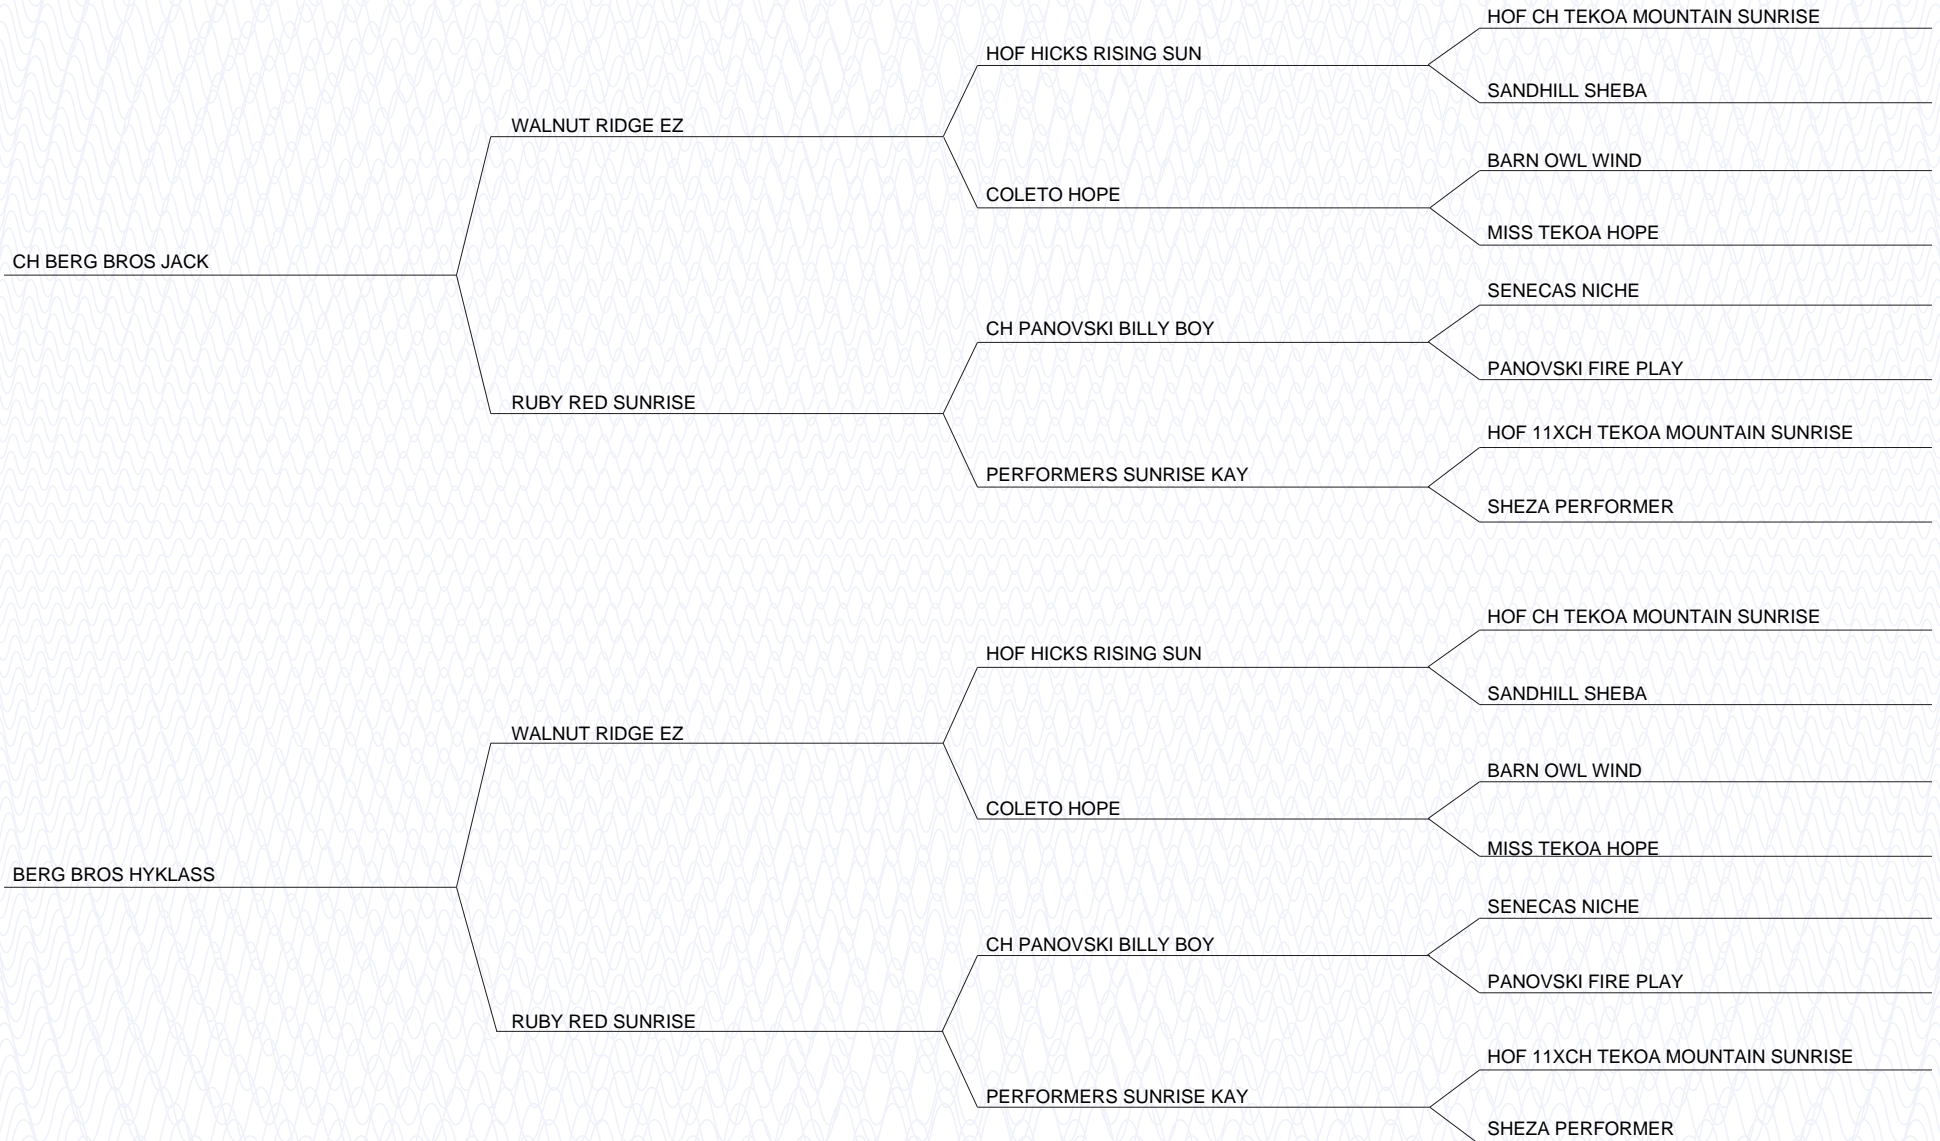 HOF CH TEKOA MOUNTAIN SUNRISE
HOF HICKS RISING SUN
SANDHILL SHEBA
WALNUT RIDGE EZ
BARN OWL WIND
COLETO HOPE
MISS TEKOA HOPE
CH BERG BROS JACK
SENECAS NICHE
CH PANOVSKI BILLY BOY
PANOVSKI FIRE PLAY
RUBY RED SUNRISE
HOF 11XCH TEKOA MOUNTAIN SUNRISE
PERFORMERS SUNRISE KAY
SHEZA PERFORMER
HOF CH TEKOA MOUNTAIN SUNRISE
HOF HICKS RISING SUN
SANDHILL SHEBA
WALNUT RIDGE EZ
BARN OWL WIND
COLETO HOPE
MISS TEKOA HOPE
BERG BROS HYKLASS
SENECAS NICHE
CH PANOVSKI BILLY BOY
PANOVSKI FIRE PLAY
RUBY RED SUNRISE
HOF 11XCH TEKOA MOUNTAIN SUNRISE
PERFORMERS SUNRISE KAY
SHEZA PERFORMER